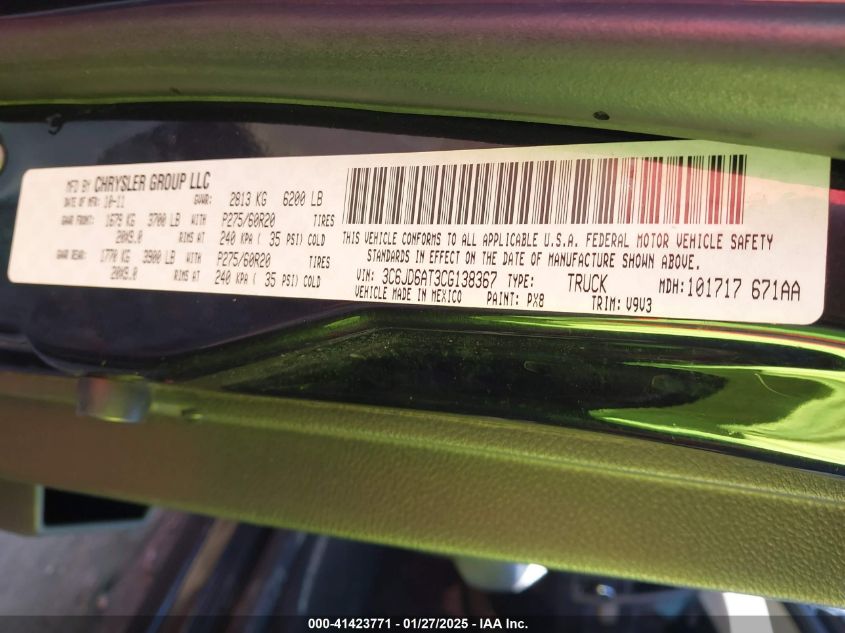 MFD BY CHRYSLER GROUP LLC
DATE OF MFR: 10-11 GVWR: 2813 KG 6200 LB
GAWR FRONT: 1679 KG 3700 LB WITH P275/60R20 TIRES
20X9.0 RIMS AT 240 KPA ( 35 PSI) COLD
GAWR REAR: 1770 KG 3900 LB WITH P275/60R20 TIRES
20X9.0 RIMS AT 240 KPA ( 35 PSI) COLD
THIS VEHICLE CONFORMS TO ALL APPLICABLE U.S.A. FEDERAL MOTOR VEHICLE SAFETY
STANDARDS IN EFFECT ON THE DATE OF MANUFACTURE SHOWN ABOVE.
VIN: 3C6JD6AT3CG138367 TYPE: TRUCK MDH: 101717 671AA
VEHICLE MADE IN MEXICO PAINT: PX8 TRIM: V9V3
000-41423771 - 01/27/2025 - IAA Inc.